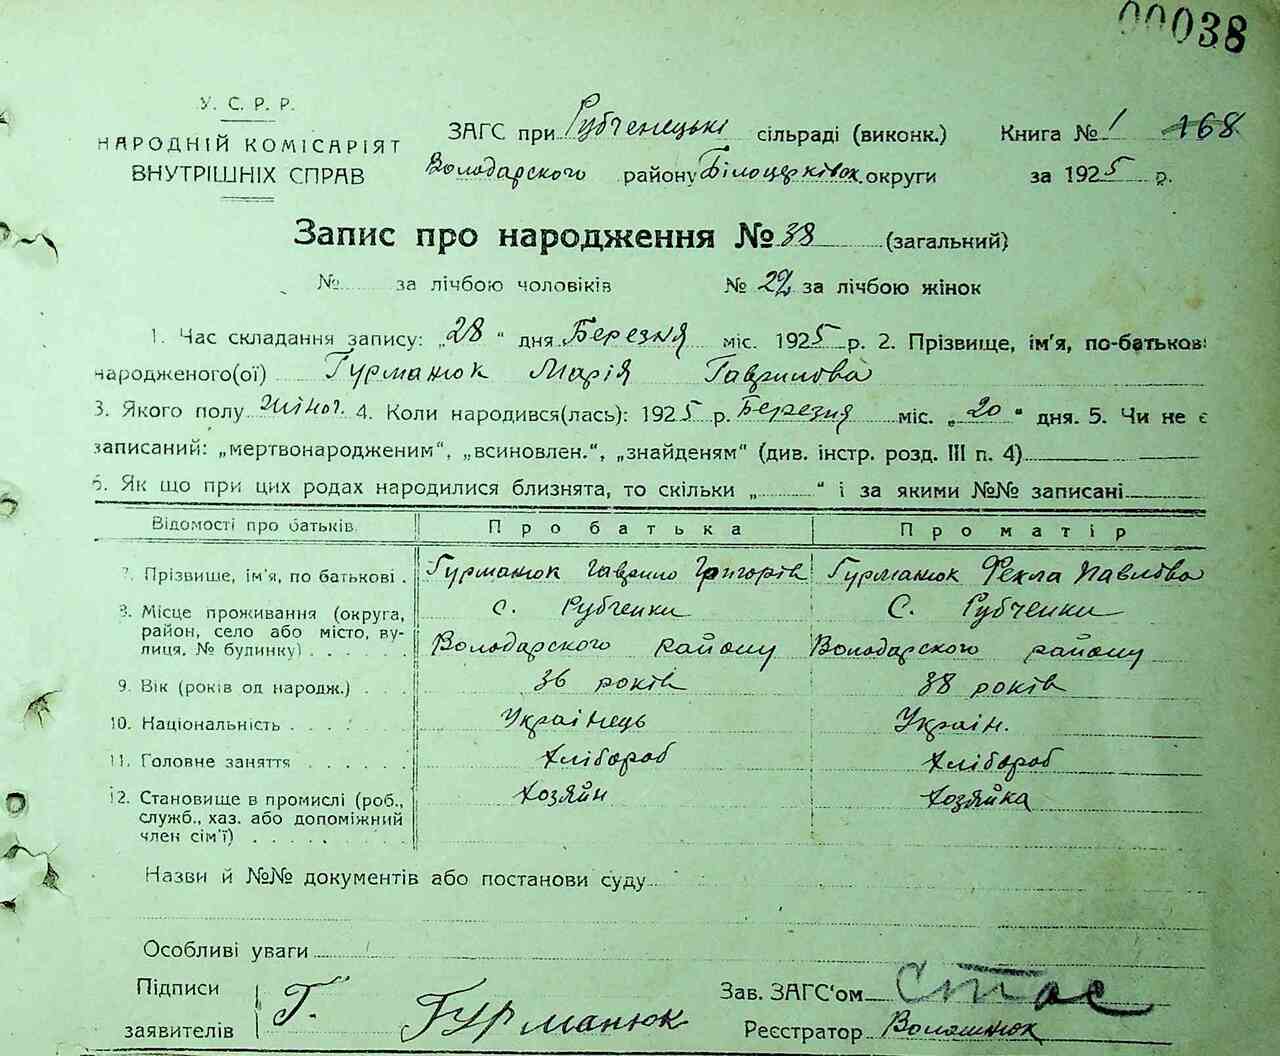 00038
У. С. Р. Р.
НАРОДНІЙ КОМІСАРІЯТ
ВНУТРІШНІХ СПРАВ
ЗАГС при Рубченецькі сільраді (виконк.)
Володарского району Білоцерківск. округи
Книга № 1 168
за 1925 р.
Запис про народження № 38 (загальний)
№ за лічбою чоловіків № 22 за лічбою жінок
1. Час складання запису: „28“ дня Березня міс. 1925 р. 2. Прізвище, ім'я, по-батькові
народженого(ої) Гурманюк Марія Гаврилова
3. Якого полу жіноч. 4. Коли народився(лась): 1925 р. Березня міс. „20“ дня. 5. Чи не є
записаний: „мертвонародженим“, „всиновлен.“, „знайденям“ (див. інстр. розд. III п. 4)
6. Як що при цих родах народилися близнята, то скільки „ “ і за якими №№ записані
Відомості про батьків Про батька Про матір
7. Прізвише, ім'я, по батькові . Гурманюк Гаврило Григорів Гурманюк Фекла Павлова
8. Місце проживання (округа, с. Рубченки С. Рубченки
район, село або місто, ву-
лиця, № будинку) . . . . . Володарского району Володарского району
9. Вік (років од народж.) . . . 36 років 38 років
10. Національність . . . . . Українець Україн.
11. Головне заняття . . . . . Хлібороб Хлібороб
12. Становище в промислі (роб., Хозяйн Хозяйка
служб., хаз. або допоміжний
член сім'ї) . . . . . . .
Назви й №№ документів або постанови суду
Особливі уваги
Підписи
заявителів Г. Гурманюк
Зав. ЗАГС‘ом Стас
Реєстратор Волошинюк